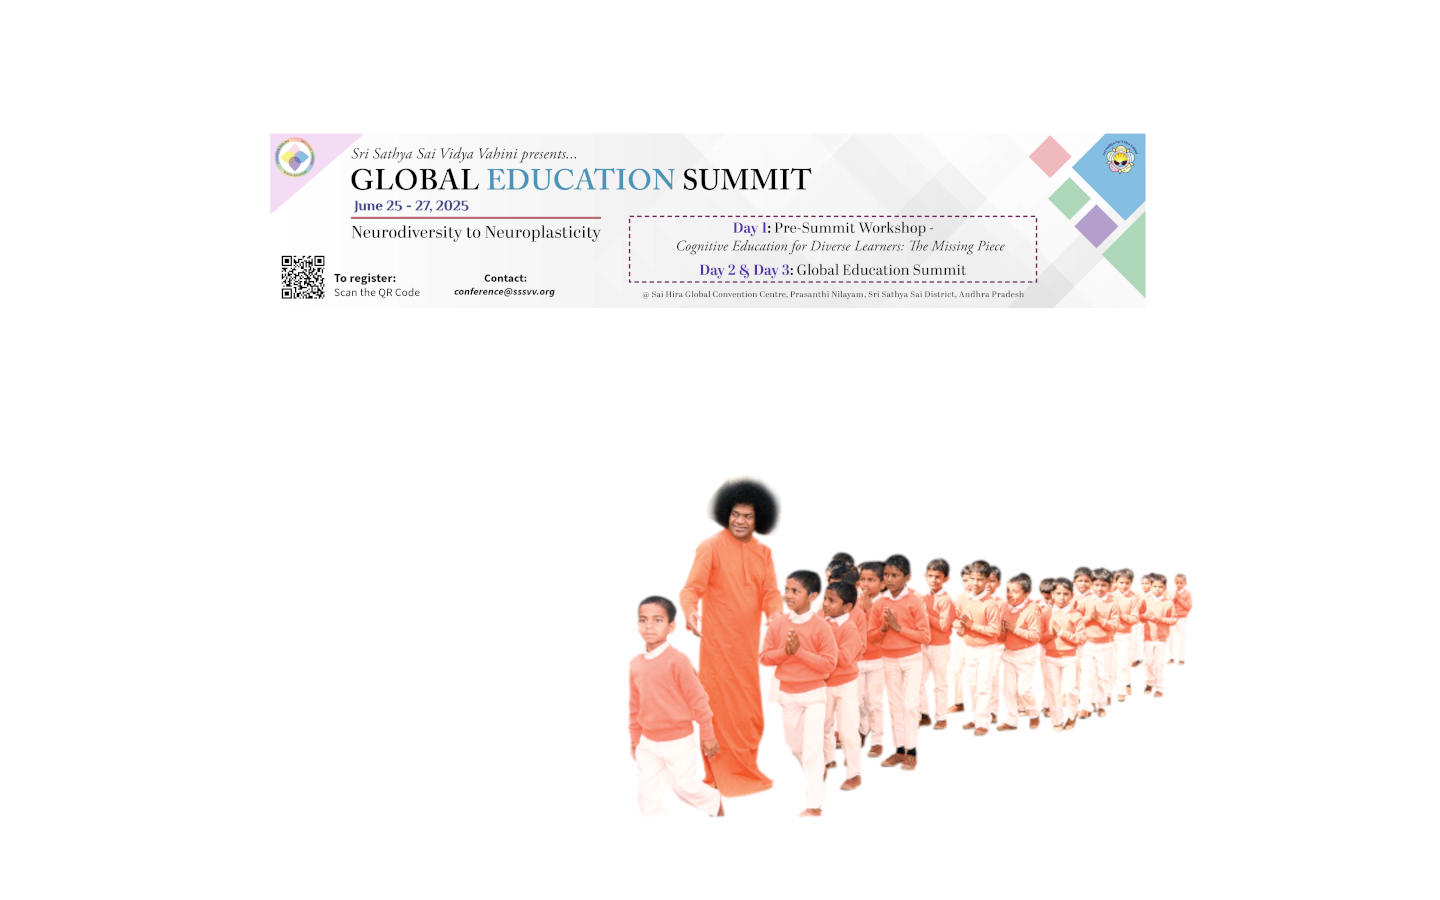 Sri Sathya Sai Vidya Vahini presents...
GLOBAL EDUCATION SUMMIT
June 25 - 27, 2025
Neurodiversity to Neuroplasticity
To register:
Scan the QR Code
Contact:
conference@sssvv.org
Day 1: Pre-Summit Workshop -
Cognitive Education for Diverse Learners: The Missing Piece
Day 2 & Day 3: Global Education Summit
@ Sai Hira Global Convention Centre, Prasanthi Nilayam, Sri Sathya Sai District, Andhra Pradesh